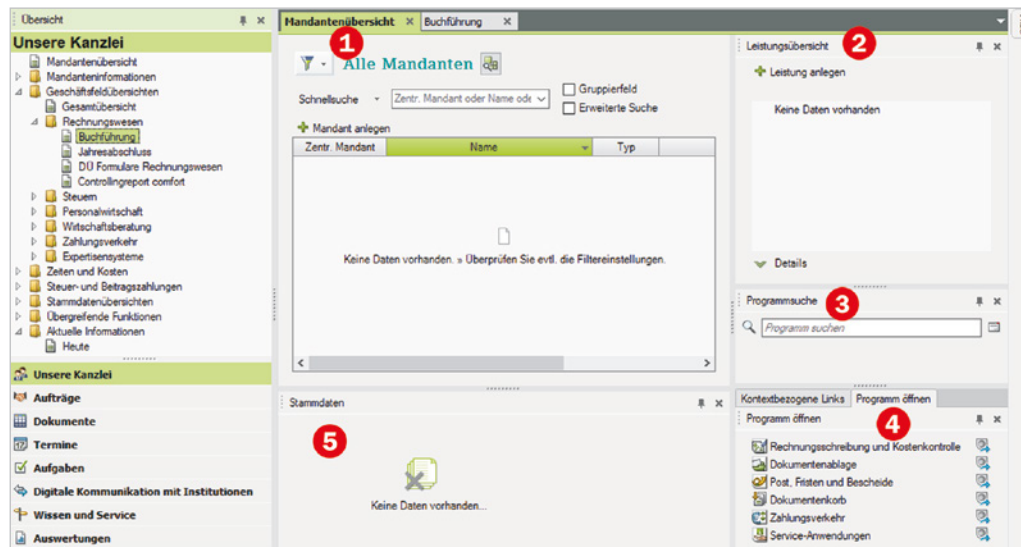 Übersicht
Unsere Kanzlei
Mandantenübersicht
Mandanteninformationen
Geschäftsfeldübersichten
Gesamtübersicht
Rechnungswesen
Buchführung
Jahresabschluss
DÜ Formulare Rechnungswesen
Controllingreport comfort
Steuern
Personalwirtschaft
Wirtschaftsberatung
Zahlungsverkehr
Expertisensysteme
Zeiten und Kosten
Steuer- und Beitragszahlungen
Stammdatenübersichten
Übergreifende Funktionen
Aktuelle Informationen
Heute
Unsere Kanzlei
Aufträge
Dokumente
Termine
Aufgaben
Digitale Kommunikation mit Institutionen
Wissen und Service
Auswertungen
Mandantenübersicht Buchführung
1
Alle Mandanten
Schnellsuche Zentr. Mandant oder Name ode
Gruppierfeld
Erweiterte Suche
Mandant anlegen
Zentr. Mandant Name Typ
Keine Daten vorhanden. » Überprüfen Sie evtl. die Filtereinstellungen.
Stammdaten
5
Keine Daten vorhanden...
Leistungsübersicht 2
Leistung anlegen
Keine Daten vorhanden
Details
Programmsuche 3
Programm suchen
Kontextbezogene Links Programm öffnen
Programm öffnen 4
Rechnungsschreibung und Kostenkontrolle
Dokumentenablage
Post, Fristen und Bescheide
Dokumentenkorb
Zahlungsverkehr
Service-Anwendungen